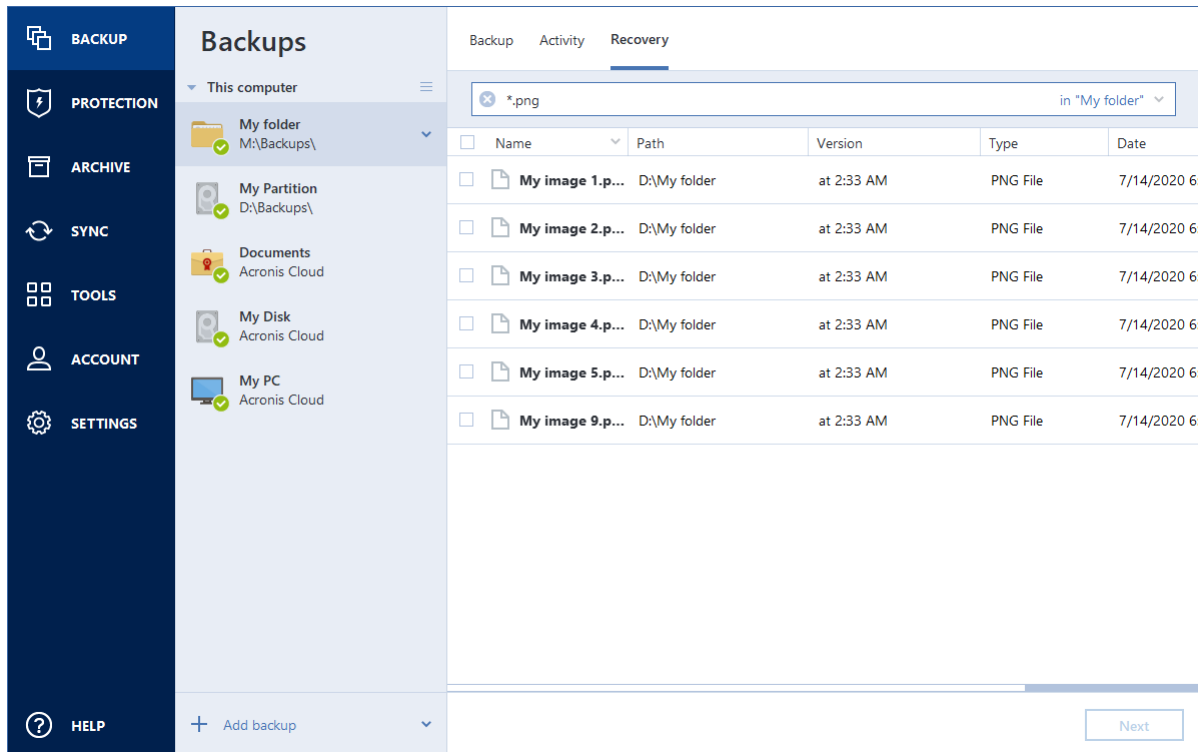 BACKUP
PROTECTION
ARCHIVE
SYNC
TOOLS
ACCOUNT
SETTINGS
HELP
Backups
This computer
My folder
M:\Backups\
My Partition
D:\Backups\
Documents
Acronis Cloud
My Disk
Acronis Cloud
My PC
Acronis Cloud
Add backup
Backup Activity Recovery
*.png in "My folder"
Name Path Version Type Date
My image 1.p... D:\My folder at 2:33 AM PNG File 7/14/2020 6
My image 2.p... D:\My folder at 2:33 AM PNG File 7/14/2020 6
My image 3.p... D:\My folder at 2:33 AM PNG File 7/14/2020 6
My image 4.p... D:\My folder at 2:33 AM PNG File 7/14/2020 6
My image 5.p... D:\My folder at 2:33 AM PNG File 7/14/2020 6
My image 9.p... D:\My folder at 2:33 AM PNG File 7/14/2020 6
Next